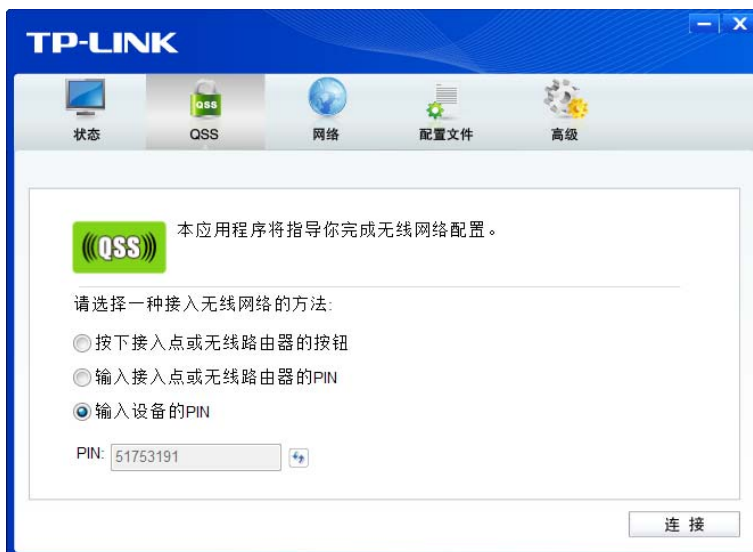 TP-LINK
状态
QSS
QSS
网络
配置文件
高级
QSS
本应用程序将指导你完成无线网络配置。
请选择一种接入无线网络的方法:
按下接入点或无线路由器的按钮
输入接入点或无线路由器的PIN
输入设备的PIN
PIN: 51753191
连 接